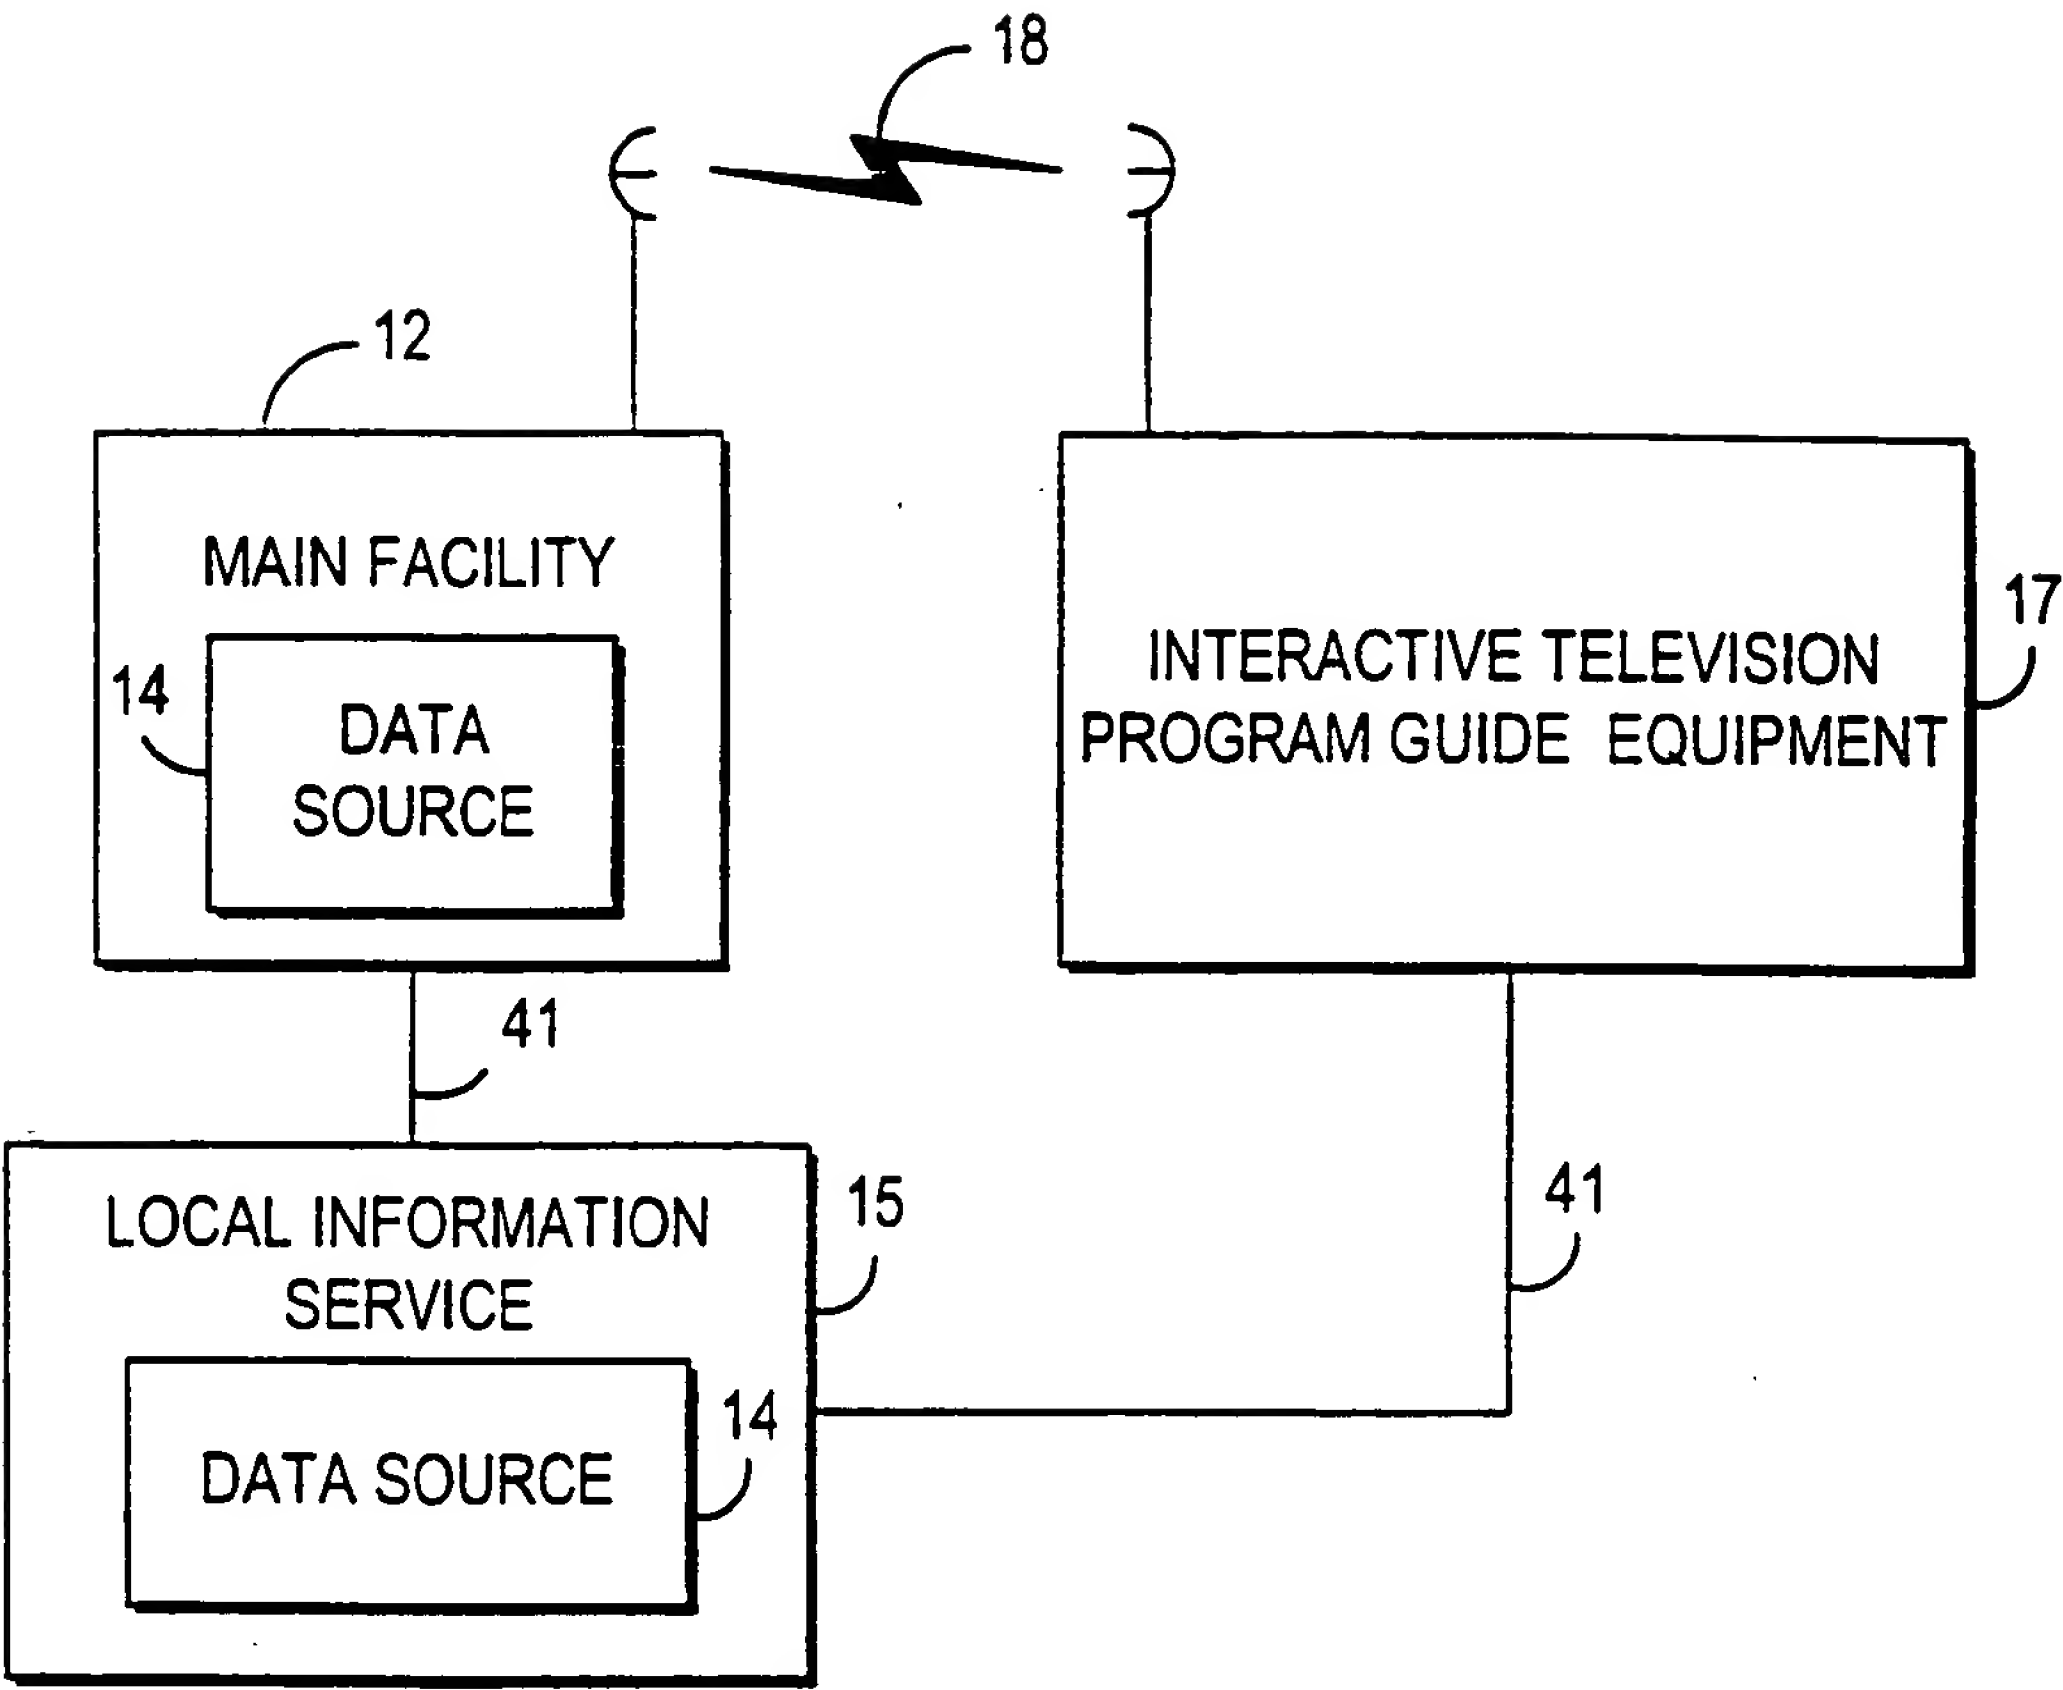 18
12
MAIN FACILITY
14
DATA
SOURCE
17
INTERACTIVE TELEVISION
PROGRAM GUIDE EQUIPMENT
41
LOCAL INFORMATION
SERVICE
15
41
14
DATA SOURCE